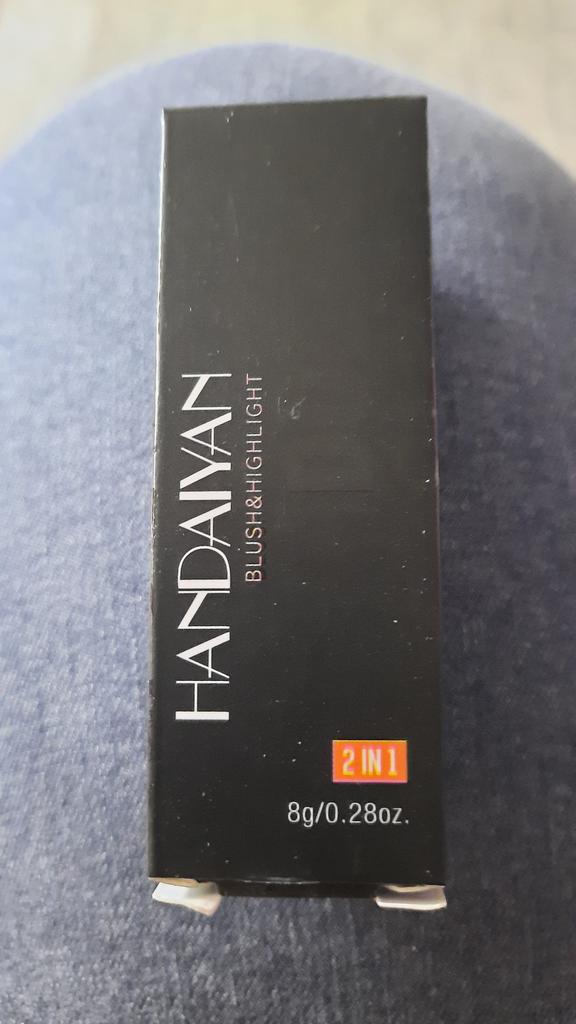 HANDAIYAN
BLUSH&HIGHLIGHT
2 IN 1
8g/0.28oz.